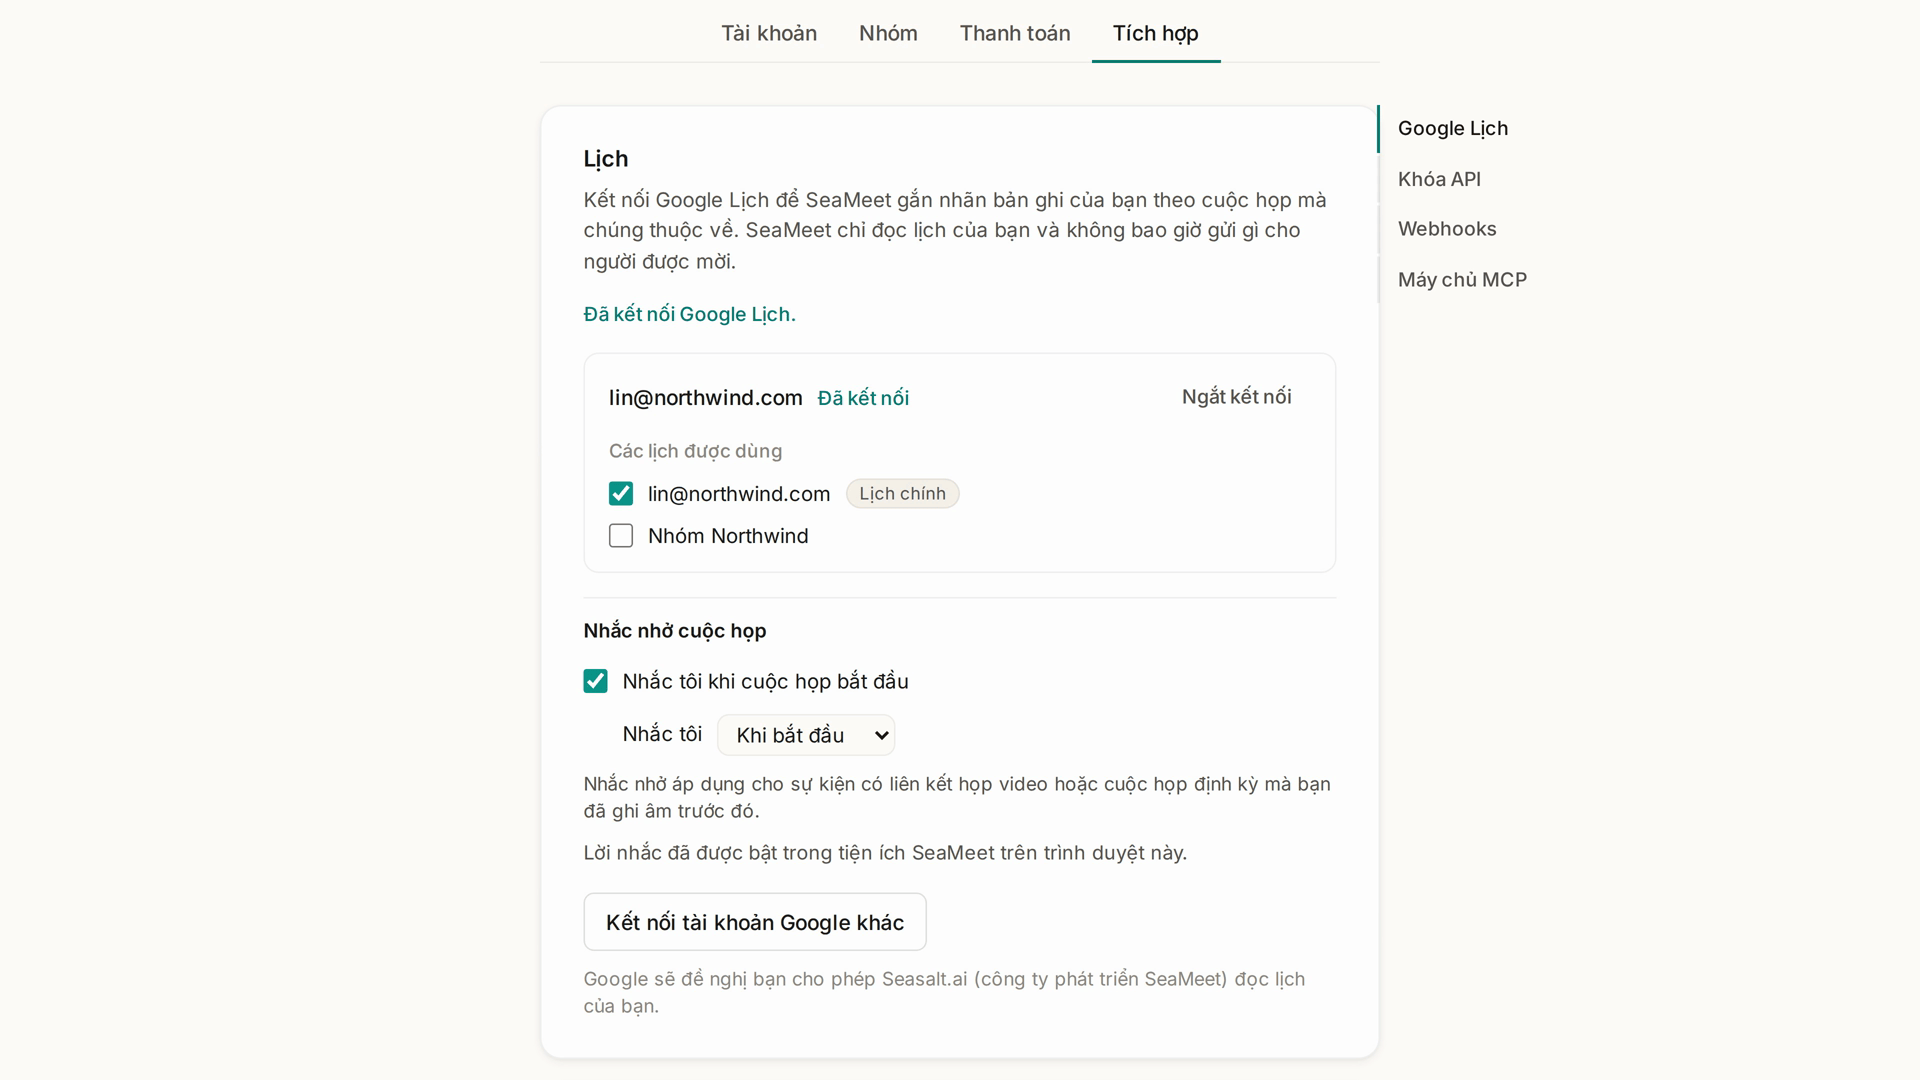 Tài khoản
Nhóm
Thanh toán
Tích hợp
Lịch
Kết nối Google Lịch để SeaMeet gắn nhãn bản ghi của bạn theo cuộc họp mà
chúng thuộc về. SeaMeet chỉ đọc lịch của bạn và không bao giờ gửi gì cho
người được mời.
Đã kết nối Google Lịch.
lin@northwind.com Đã kết nối
Ngắt kết nối
Các lịch được dùng
lin@northwind.com Lịch chính
Nhóm Northwind
Nhắc nhở cuộc họp
Nhắc tôi khi cuộc họp bắt đầu
Nhắc tôi Khi bắt đầu
Nhắc nhở áp dụng cho sự kiện có liên kết họp video hoặc cuộc họp định kỳ mà bạn
đã ghi âm trước đó.
Lời nhắc đã được bật trong tiện ích SeaMeet trên trình duyệt này.
Kết nối tài khoản Google khác
Google sẽ đề nghị bạn cho phép Seasalt.ai (công ty phát triển SeaMeet) đọc lịch
của bạn.
Google Lịch
Khóa API
Webhooks
Máy chủ MCP